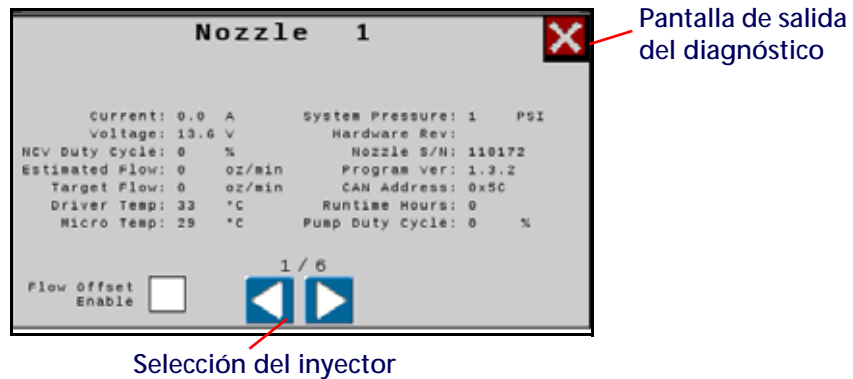 Nozzle 1
Pantalla de salida
del diagnóstico
Current: 0.0 A System Pressure: 1 PSI
Voltage: 13.6 V Hardware Rev:
NCV Duty Cycle: 0 % Nozzle S/N: 110172
Estimated Flow: 0 oz/min Program Ver: 1.3.2
Target Flow: 0 oz/min CAN Address: 0x5C
Driver Temp: 33 °C Runtime Hours: 0
Micro Temp: 29 °C Pump Duty Cycle: 0 %
1/6
Flow Offset
Enable
Selección del inyector